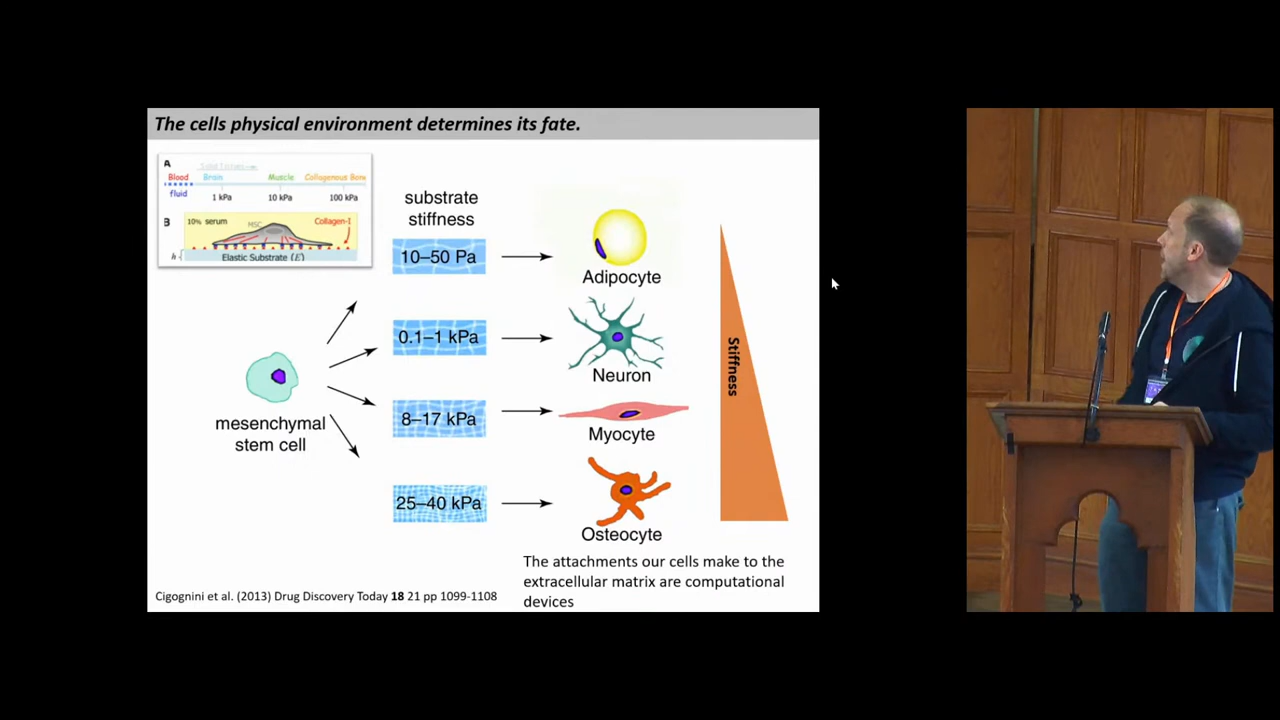 The cells physical environment determines its fate.
A
Solid Tissues
Blood Brain Muscle Collagenous Bone
fluid 1 kPa 10 kPa 100 kPa
B
10% serum MSC Collagen-I
h
Elastic Substrate (E)
substrate
stiffness
10–50 Pa
Adipocyte
0.1–1 kPa
Neuron
8–17 kPa
Myocyte
25–40 kPa
Osteocyte
mesenchymal
stem cell
Stiffness
The attachments our cells make to the
extracellular matrix are computational
devices
Cigognini et al. (2013) Drug Discovery Today 18 21 pp 1099-1108